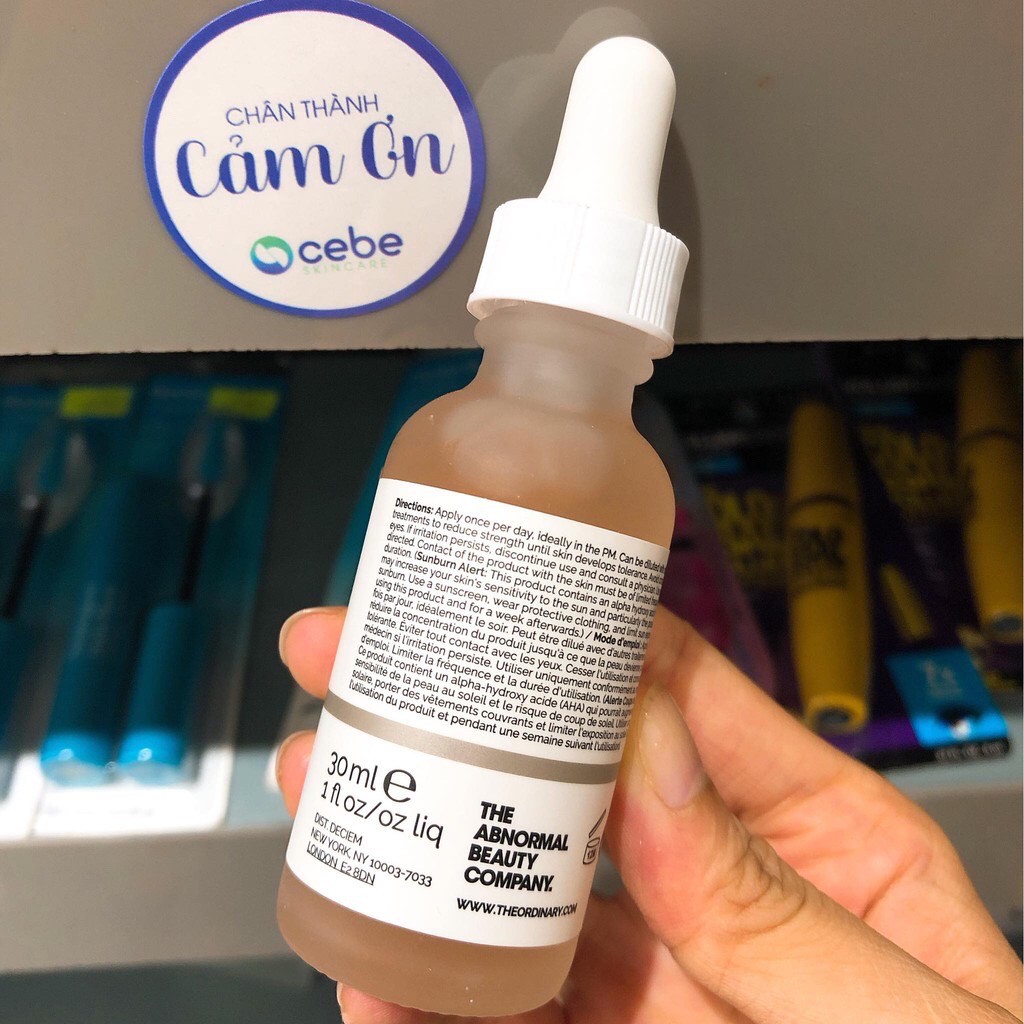 CHÂN THÀNH
Cảm Ơn
cebe
SKINCARE
Directions: Apply once per day, ideally in the PM. Can be diluted
treatments to reduce strength until skin develops tolerance. Avoid
eyes. If irritation persists, discontinue use and consult a physician.
directed. Contact of the product with the skin must be of limited
duration. (Sunburn Alert: This product contains an alpha hydroxy
may increase your skin's sensitivity to the sun and particularly the
sunburn. Use a sunscreen, wear protective clothing, and limit sun
using this product and for a week afterwards.) / Mode d'emploi:
fois par jour, idéalement le soir. Peut être dilué avec d'autres
réduire la concentration du produit jusqu'à ce que la peau devienne
tolérante. Éviter tout contact avec les yeux. Cesser l'utilisation et
médecin si l'irritation persiste. Utiliser uniquement conformément
d'emploi. Limiter la fréquence et la durée d'utilisation.
Ce produit contient un alpha-hydroxy acide (AHA) qui pourrait
sensibilité de la peau au soleil et le risque de coup de soleil. Utiliser
solaire, porter des vêtements couvrants et limiter l'exposition au
l'utilisation du produit et pendant une semaine suivant l'utilisation
30 ml e
1 fl oz/oz liq
DIST. DECIEM
NEW YORK, NY 10003-7033
LONDON E2 8DN
THE
ABNORMAL
BEAUTY
COMPANY.
WWW.THEORDINARY.COM